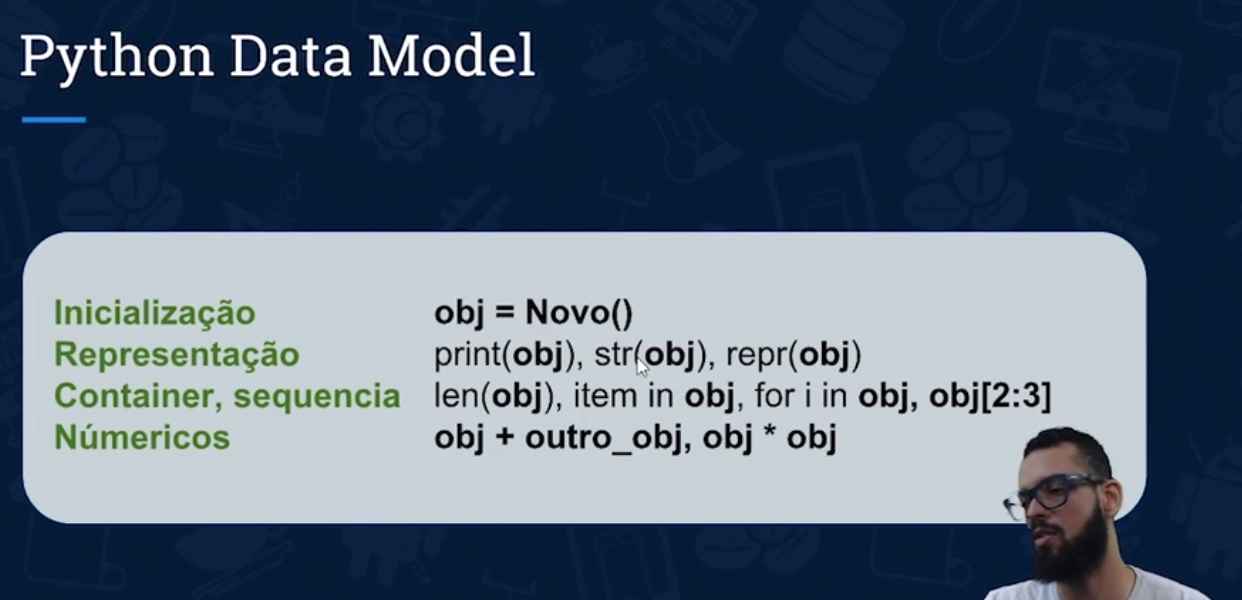 Python Data Model
Inicialização obj = Novo()
Representação print(obj), str(obj), repr(obj)
Container, sequencia len(obj), item in obj, for i in obj, obj[2:3]
Númericos obj + outro_obj, obj * obj